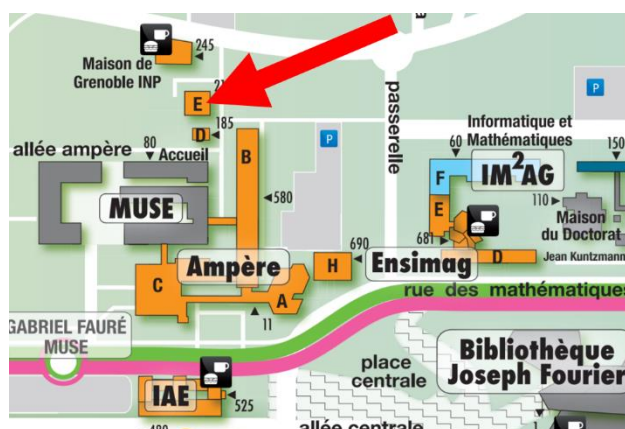 245
Maison de
Grenoble INP
E
D
185
allée ampère
80
Accueil
B
P
580
MUSE
C
Ampère
A
11
H
690
passerelle
P
Informatique et
Mathématiques
60
150
F
IM²AG
E
110
Maison
du Doctorat
Jean Kuntzmann
681
D
Ensimag
rue des mathématiques
GABRIEL FAURÉ
MUSE
IAE
525
place
centrale
Bibliothèque
Joseph Fourier
allée centrale
1